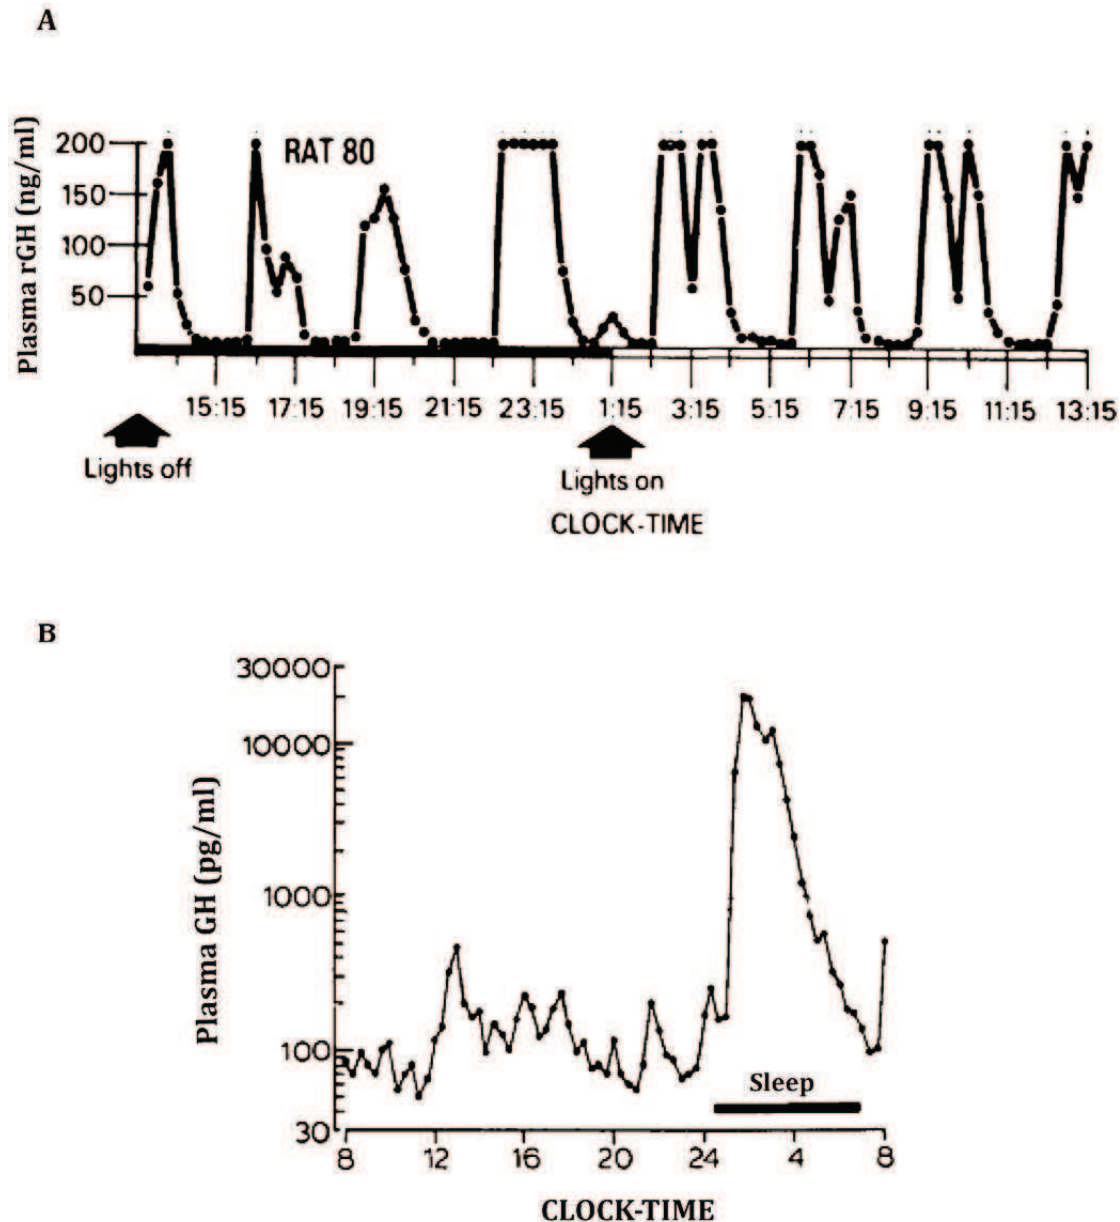 A
Plasma rGH (ng/ml)
200
150
100
50
RAT 80
15:15 17:15 19:15 21:15 23:15 1:15 3:15 5:15 7:15 9:15 11:15 13:15
Lights off
Lights on
CLOCK-TIME
B
Plasma GH (pg/ml)
30000
10000
1000
100
30
Sleep
8 12 16 20 24 4 8
CLOCK-TIME